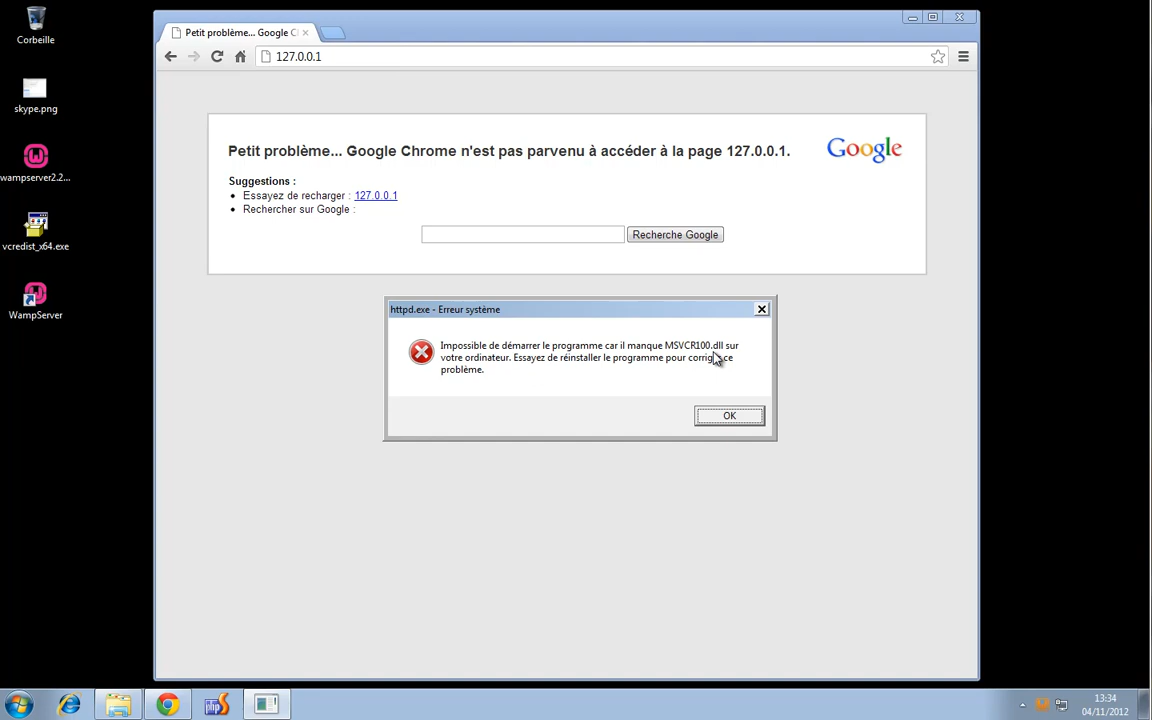 Corbeille
skype.png
wampserver2.2...
vcredist_x64.exe
WampServer
Petit problème... Google C
127.0.0.1
Petit problème... Google Chrome n'est pas parvenu à accéder à la page 127.0.0.1.
Google
Suggestions :
Essayez de recharger : 127.0.0.1
Rechercher sur Google :
Recherche Google
httpd.exe - Erreur système
Impossible de démarrer le programme car il manque MSVCR100.dll sur
votre ordinateur. Essayez de réinstaller le programme pour corriger ce
problème.
OK
php
13:34
04/11/2012